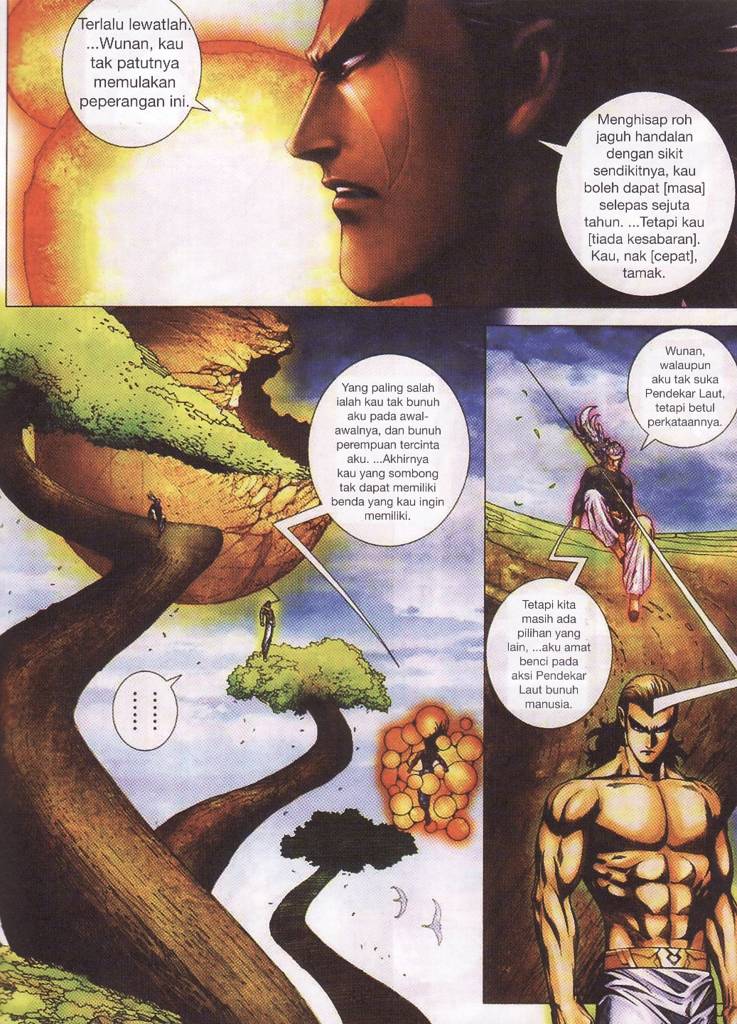 Terlalu lewatlah.
...Wunan, kau
tak patutnya
memulakan
peperangan ini.
Menghisap roh
jaguh handalan
dengan sikit
sendikitnya, kau
boleh dapat [masa]
selepas sejuta
tahun. ...Tetapi kau
[tiada kesabaran].
Kau, nak [cepat],
tamak.
Yang paling salah
ialah kau tak bunuh
aku pada awal-
awalnya, dan bunuh
perempuan tercinta
aku. ...Akhirnya
kau yang sombong
tak dapat memiliki
benda yang kau ingin
memiliki.
Wunan,
walaupun
aku tak suka
Pendekar Laut,
tetapi betul
perkataannya.
Tetapi kita
masih ada
pilihan yang
lain, ...aku amat
benci pada
aksi Pendekar
Laut bunuh
manusia.